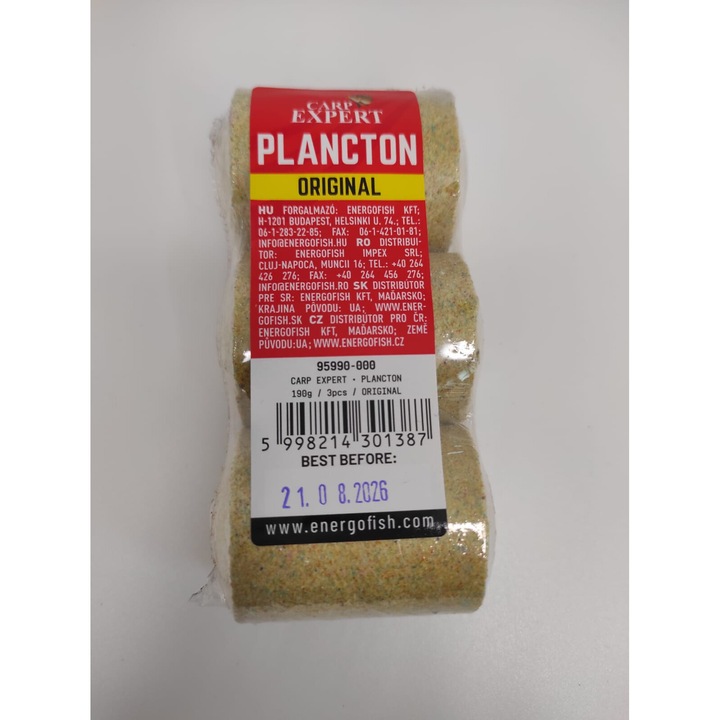 CARP
EXPERT
PLANCTON
ORIGINAL
HU FORGALMAZÓ: ENERGOFISH KFT;
H-1201 BUDAPEST, HELSINKI U. 74.; TEL.:
06-1-283-22-85; FAX: 06-1-421-01-81;
INFO@ENERGOFISH.HU RO DISTRIBUI-
TOR: ENERGOFISH IMPEX SRL;
CLUJ-NAPOCA, MUNCII 16; TEL.: +40 264
426 276; FAX: +40 264 456 276;
INFO@ENERGOFISH.RO SK DISTRIBÚTOR
PRE SR: ENERGOFISH KFT, MAĎARSKO;
KRAJINA PÔVODU: UA; WWW.ENER-
GOFISH.SK CZ DISTRIBÚTOR PRO ČR:
ENERGOFISH KFT, MAĎARSKO; ZEMĚ
PŮVODU:UA; WWW.ENERGOFISH.CZ
95990-000
CARP EXPERT • PLANCTON
190g / 3pcs / ORIGINAL
5 998214 301387
BEST BEFORE:
21.08.2026
www.energofish.com